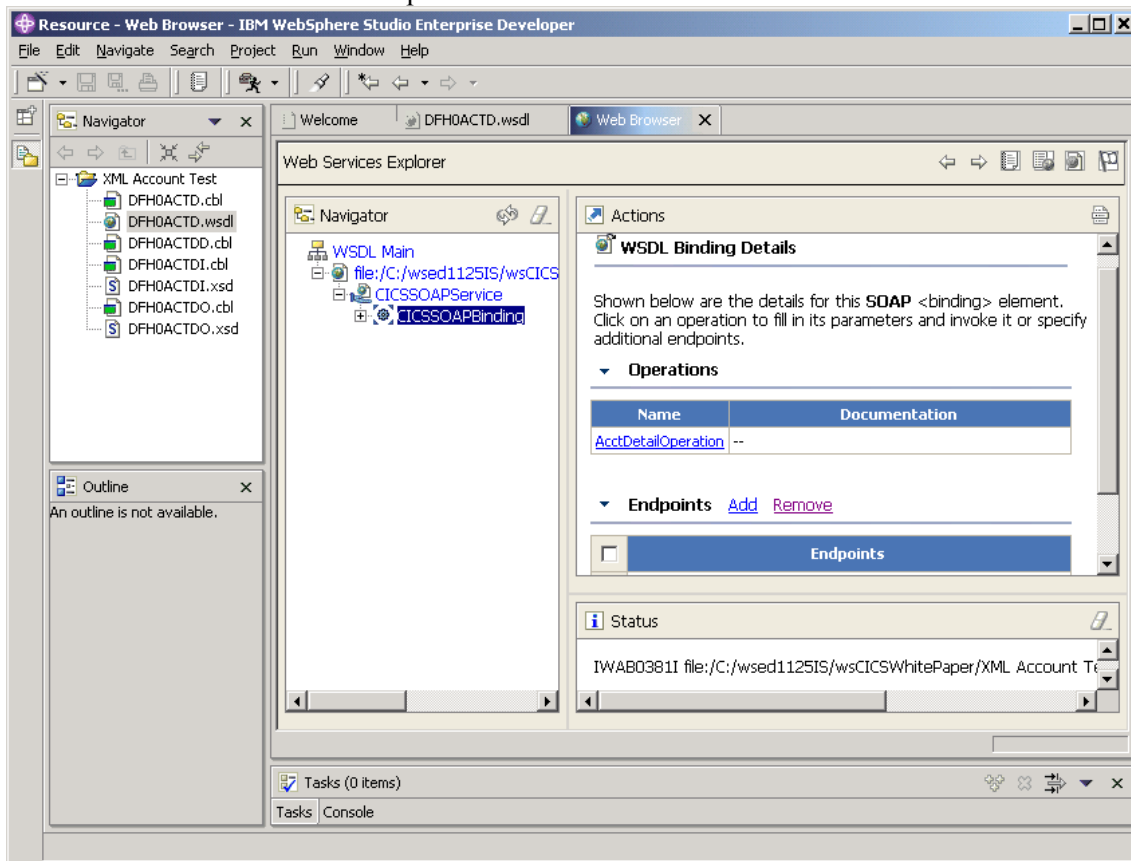 Resource - Web Browser - IBM WebSphere Studio Enterprise Developer
File Edit Navigate Search Project Run Window Help
Navigator
XML Account Test
DFH0ACTD.cbl
DFH0ACTD.wsdl
DFH0ACTDD.cbl
DFH0ACTDI.cbl
DFH0ACTDI.xsd
DFH0ACTDO.cbl
DFH0ACTDO.xsd
Outline
An outline is not available.
Welcome DFH0ACTD.wsdl Web Browser
Web Services Explorer
Navigator
WSDL Main
file:/C:/wsed1125IS/wsCICS
CICSSOAPService
CICSSOAPBinding
Actions
WSDL Binding Details
Shown below are the details for this SOAP <binding> element.
Click on an operation to fill in its parameters and invoke it or specify
additional endpoints.
Operations
Name Documentation
AcctDetailOperation --
Endpoints Add Remove
Endpoints
Status
IWAB0381I file:/C:/wsed1125IS/wsCICSWhitePaper/XML Account Te
Tasks (0 items)
Tasks Console